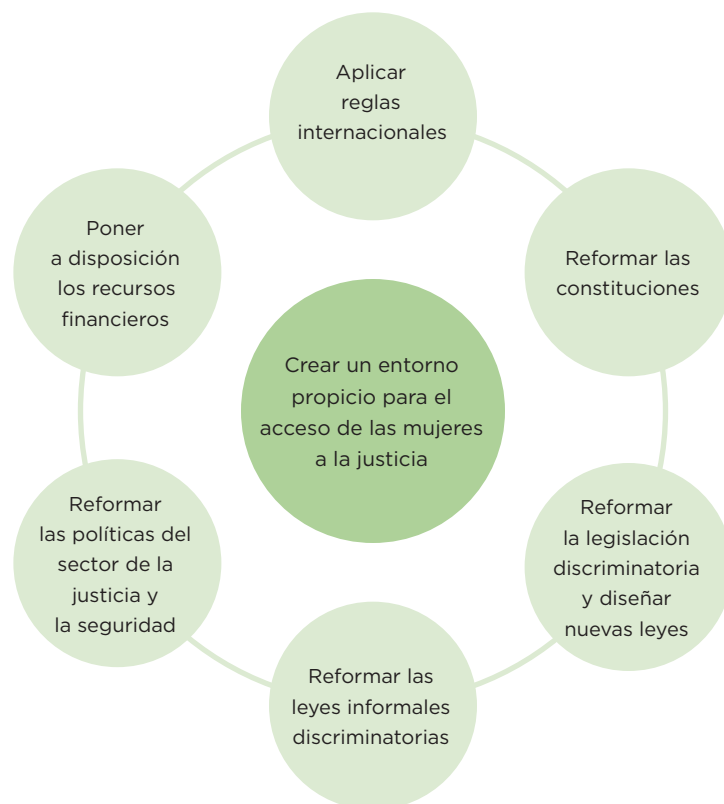 Aplicar
reglas
internacionales
Reformar las
constituciones
Reformar
la legislación
discriminatoria
y diseñar
nuevas leyes
Reformar las
leyes informales
discriminatorias
Reformar
las políticas del
sector de la
justicia y
la seguridad
Poner
a disposición
los recursos
financieros
Crear un entorno
propicio para el
acceso de las mujeres
a la justicia